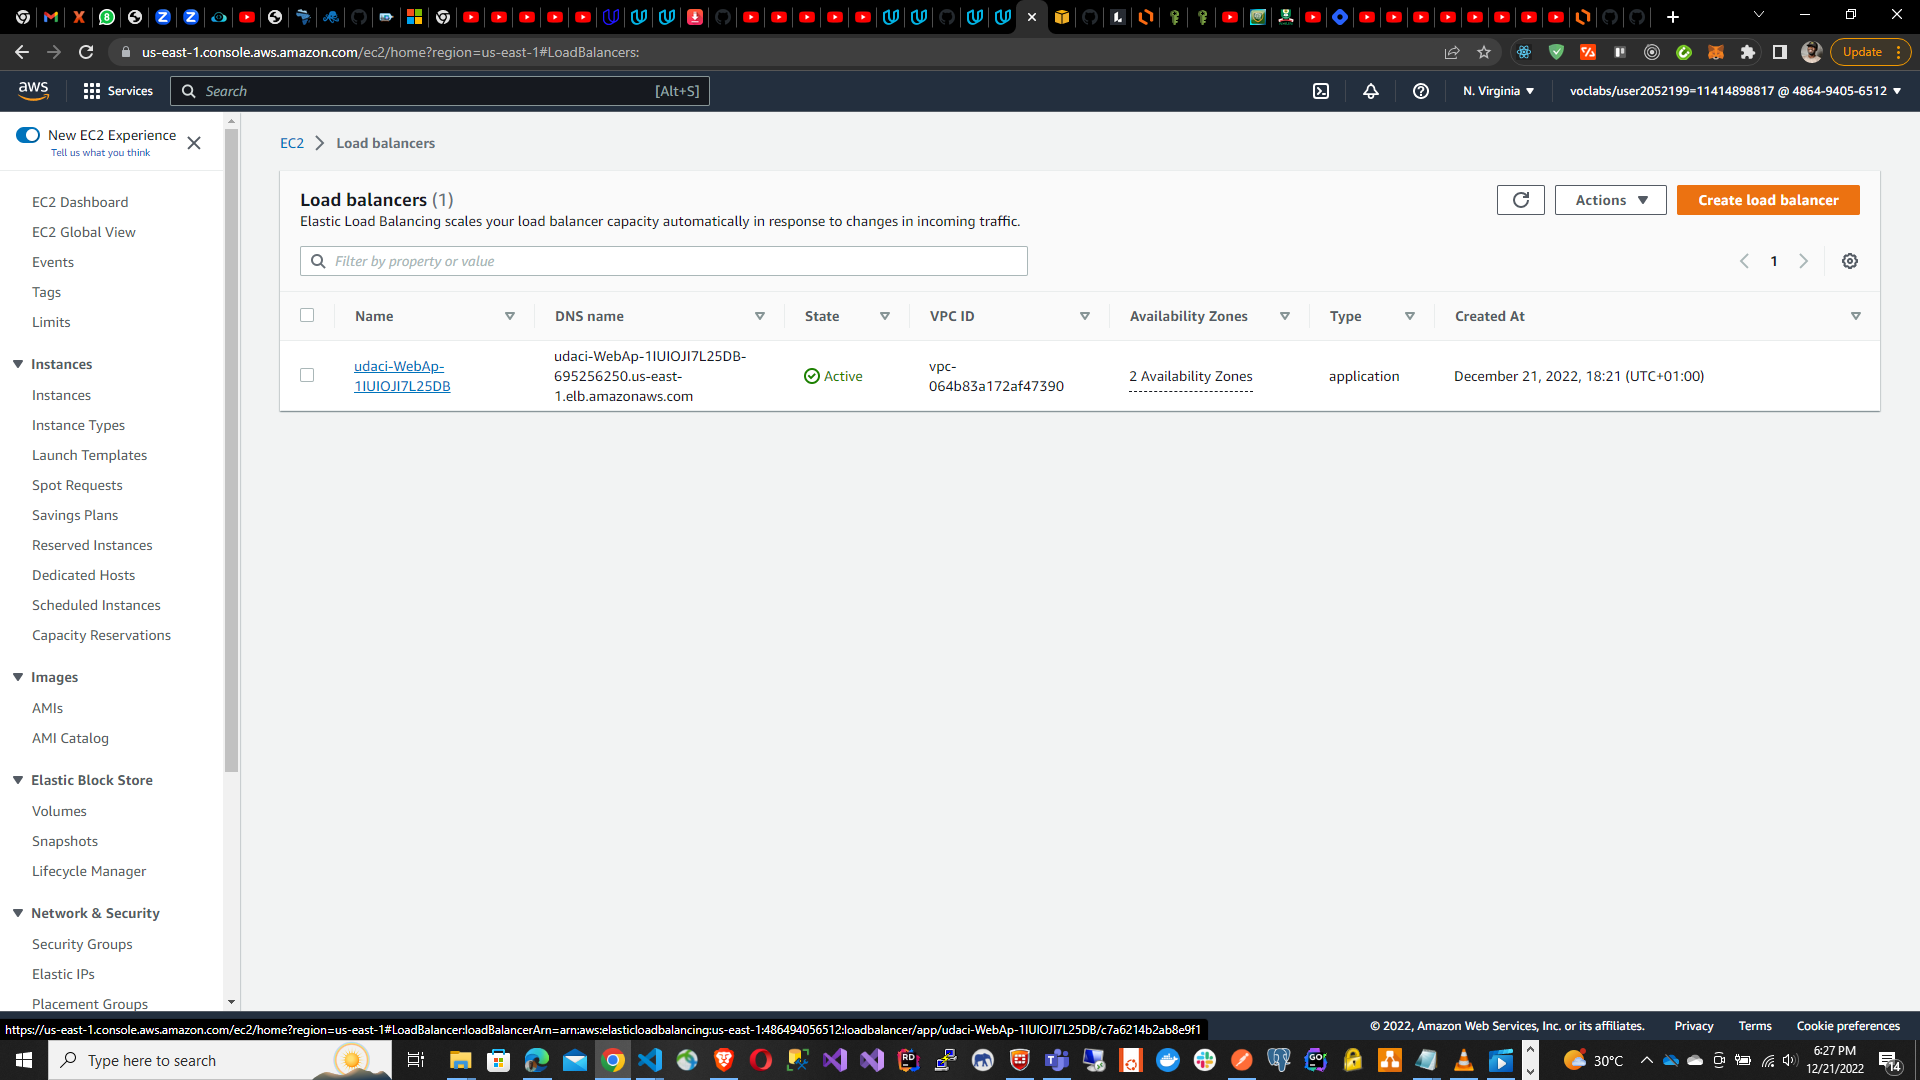 us-east-1.console.aws.amazon.com/ec2/home?region=us-east-1#LoadBalancers:
Update
aws
Services
Search
[Alt+S]
N. Virginia
voclabs/user2052199=11414898817 @ 4864-9405-6512
New EC2 Experience
Tell us what you think
EC2 Dashboard
EC2 Global View
Events
Tags
Limits
Instances
Instances
Instance Types
Launch Templates
Spot Requests
Savings Plans
Reserved Instances
Dedicated Hosts
Scheduled Instances
Capacity Reservations
Images
AMIs
AMI Catalog
Elastic Block Store
Volumes
Snapshots
Lifecycle Manager
Network & Security
Security Groups
Elastic IPs
Placement Groups
EC2
Load balancers
Load balancers (1)
Elastic Load Balancing scales your load balancer capacity automatically in response to changes in incoming traffic.
Actions
Create load balancer
Filter by property or value
1
Name
DNS name
State
VPC ID
Availability Zones
Type
Created At
udaci-WebAp-
1IUIOJI7L25DB
udaci-WebAp-1IUIOJI7L25DB-
695256250.us-east-
1.elb.amazonaws.com
Active
vpc-
064b83a172af47390
2 Availability Zones
application
December 21, 2022, 18:21 (UTC+01:00)
https://us-east-1.console.aws.amazon.com/ec2/home?region=us-east-1#LoadBalancer:loadBalancerArn=arn:aws:elasticloadbalancing:us-east-1:486494056512:loadbalancer/app/udaci-WebAp-1IUIOJI7L25DB/c7a6214b2ab8e9f1
© 2022, Amazon Web Services, Inc. or its affiliates.
Privacy
Terms
Cookie preferences
Type here to search
30°C
6:27 PM
12/21/2022
14